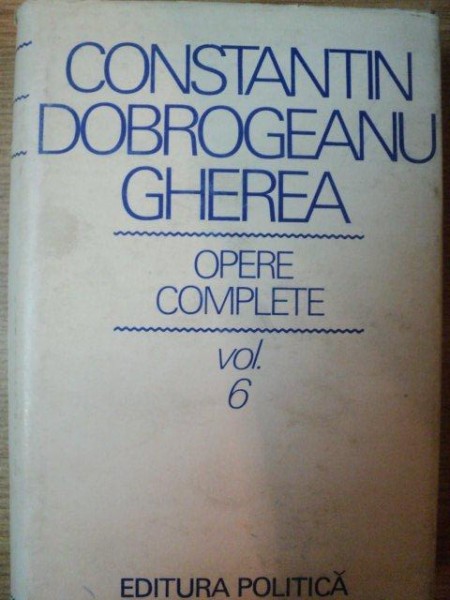 CONSTANTIN
DOBROGEANU
GHEREA
OPERE
COMPLETE
vol.
6
EDITURA POLITICĂ